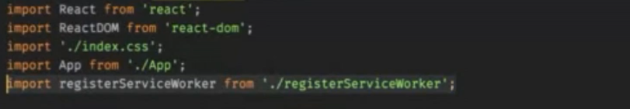 import React from 'react';
import ReactDOM from 'react-dom';
import './index.css';
import App from './App';
import registerServiceWorker from './registerServiceWorker';